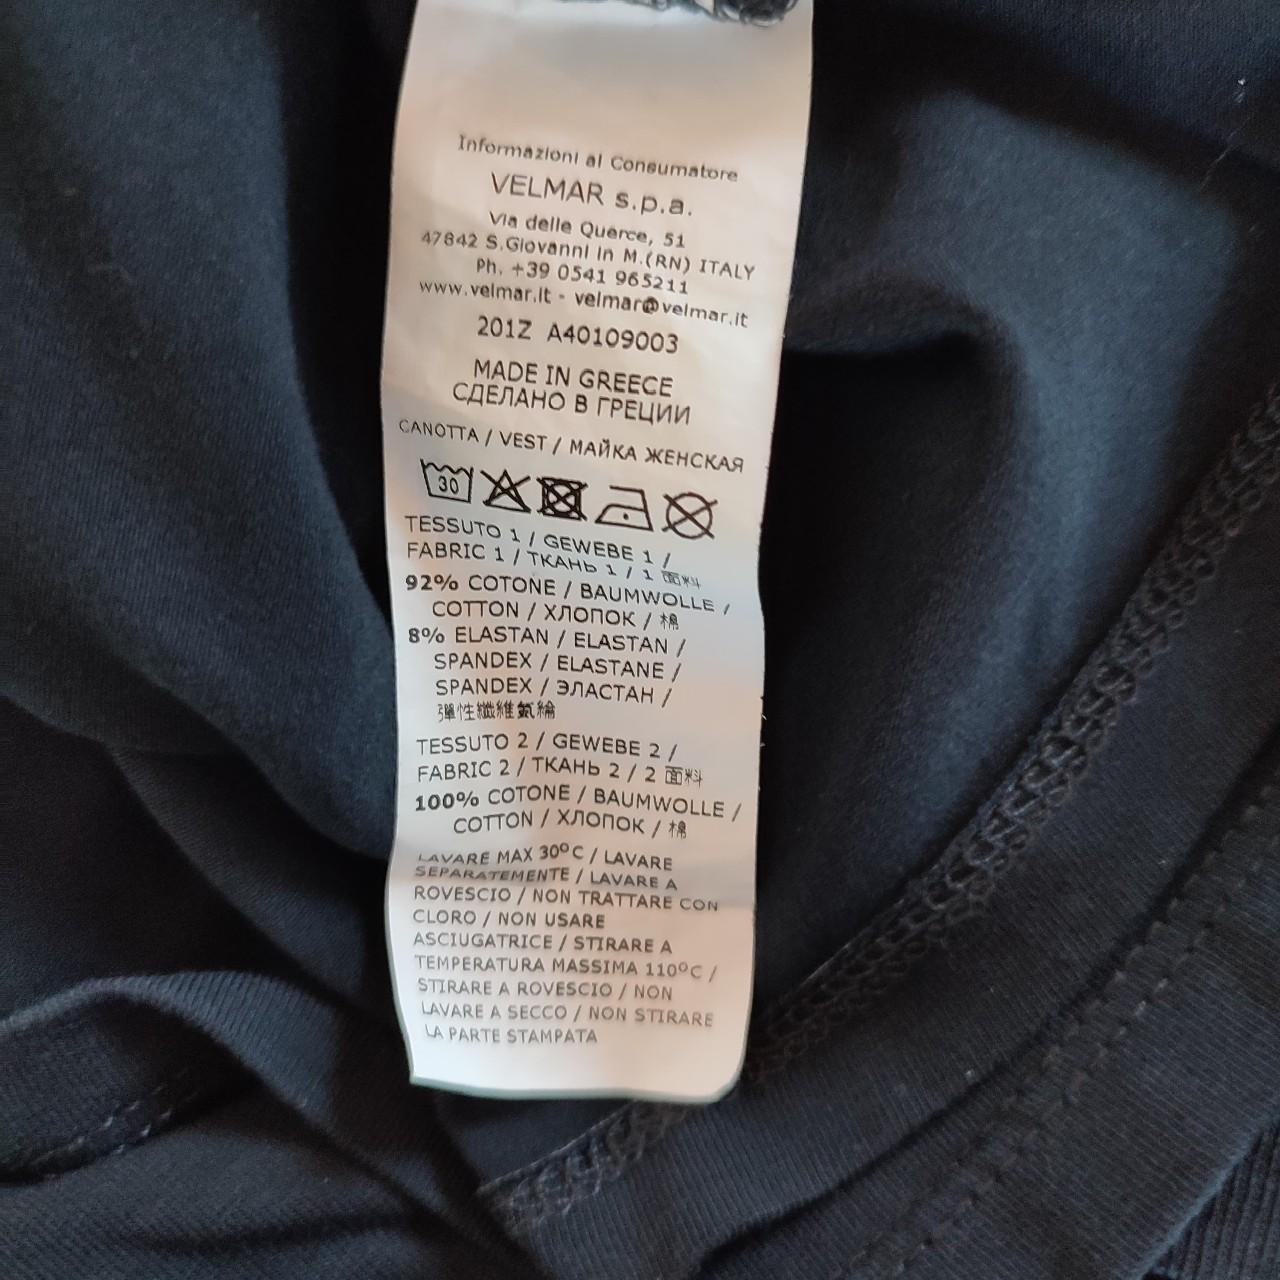 Informazioni al Consumatore
VELMAR s.p.a.
Via delle Querce, 51
47842 S.Giovanni in M.(RN) ITALY
Ph. +39 0541 965211
www.velmar.it - velmar@velmar.it
201Z A40109003
MADE IN GREECE
СДЕЛАНО В ГРЕЦИИ
CANOTTA / VEST / МАЙКА ЖЕНСКАЯ
30
TESSUTO 1 / GEWEBE 1 /
FABRIC 1 / ТКАНЬ 1 / 1 面料
92% COTONE / BAUMWOLLE /
COTTON / ХЛОПОК / 棉
8% ELASTAN / ELASTAN /
SPANDEX / ELASTANE /
SPANDEX / ЭЛАСТАН /
彈性纖維氨綸
TESSUTO 2 / GEWEBE 2 /
FABRIC 2 / ТКАНЬ 2 / 2 面料
100% COTONE / BAUMWOLLE /
COTTON / ХЛОПОК / 棉
LAVARE MAX 30°C / LAVARE
SEPARATEMENTE / LAVARE A
ROVESCIO / NON TRATTARE CON
CLORO / NON USARE
ASCIUGATRICE / STIRARE A
TEMPERATURA MASSIMA 110°C /
STIRARE A ROVESCIO / NON
LAVARE A SECCO / NON STIRARE
LA PARTE STAMPATA